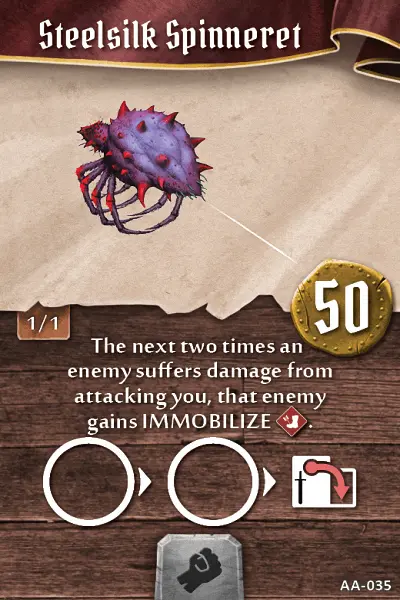 Steelsilk Spinneret
50
1/1
The next two times an
enemy suffers damage from
attacking you, that enemy
gains IMMOBILIZE.
AA-035